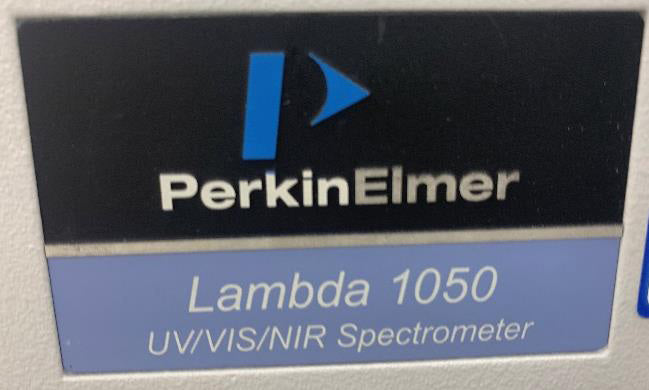 PerkinElmer
Lambda 1050
UV/VIS/NIR Spectrometer